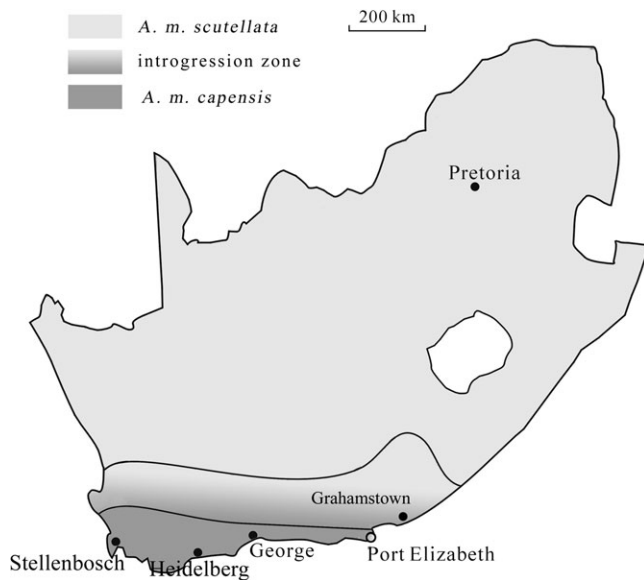 A. m. scutellata
200 km
introgression zone
A. m. capensis
Pretoria
Grahamstown
Stellenbosch
Heidelberg
George
Port Elizabeth